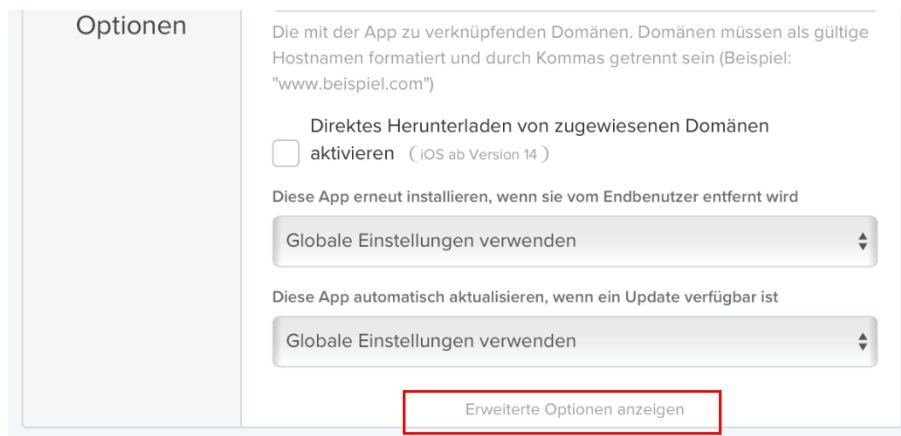 Optionen
Die mit der App zu verknüpfenden Domänen. Domänen müssen als gültige
Hostnamen formatiert und durch Kommas getrennt sein (Beispiel:
"www.beispiel.com")
Direktes Herunterladen von zugewiesenen Domänen
aktivieren (iOS ab Version 14)
Diese App erneut installieren, wenn sie vom Endbenutzer entfernt wird
Globale Einstellungen verwenden
Diese App automatisch aktualisieren, wenn ein Update verfügbar ist
Globale Einstellungen verwenden
Erweiterte Optionen anzeigen